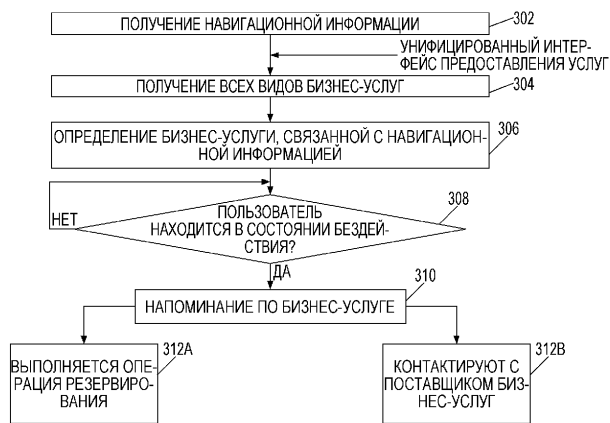 ПОЛУЧЕНИЕ НАВИГАЦИОННОЙ ИНФОРМАЦИИ
302
УНИФИЦИРОВАННЫЙ ИНТЕР-
ФЕЙС ПРЕДОСТАВЛЕНИЯ УСЛУГ
ПОЛУЧЕНИЕ ВСЕХ ВИДОВ БИЗНЕС-УСЛУГ
304
ОПРЕДЕЛЕНИЕ БИЗНЕС-УСЛУГИ, СВЯЗАННОЙ С НАВИГАЦИОН-
НОЙ ИНФОРМАЦИЕЙ
306
НЕТ
ПОЛЬЗОВАТЕЛЬ
НАХОДИТСЯ В СОСТОЯНИИ БЕЗДЕЙ-
СТВИЯ?
308
ДА
НАПОМИНАНИЕ ПО БИЗНЕС-УСЛУГЕ
310
ВЫПОЛНЯЕТСЯ ОПЕ-
РАЦИЯ РЕЗЕРВИРО-
ВАНИЯ
312A
КОНТАКТИРУЮТ С
ПОСТАВЩИКОМ БИЗ-
НЕС-УСЛУГ
312B